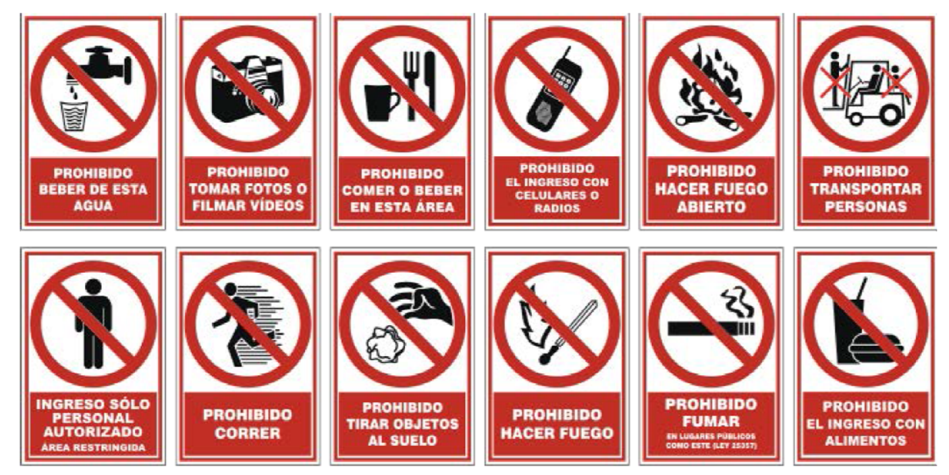 PROHIBIDO
BEBER DE ESTA
AGUA
PROHIBIDO
TOMAR FOTOS O
FILMAR VÍDEOS
PROHIBIDO
COMER O BEBER
EN ESTA ÁREA
PROHIBIDO
EL INGRESO CON
CELULARES O
RADIOS
PROHIBIDO
HACER FUEGO
ABIERTO
PROHIBIDO
TRANSPORTAR
PERSONAS
INGRESO SÓLO
PERSONAL
AUTORIZADO
ÁREA RESTRINGIDA
PROHIBIDO
CORRER
PROHIBIDO
TIRAR OBJETOS
AL SUELO
PROHIBIDO
HACER FUEGO
PROHIBIDO
FUMAR
EN LUGARES PÚBLICOS
COMO ESTE (LEY 25357)
PROHIBIDO
EL INGRESO CON
ALIMENTOS